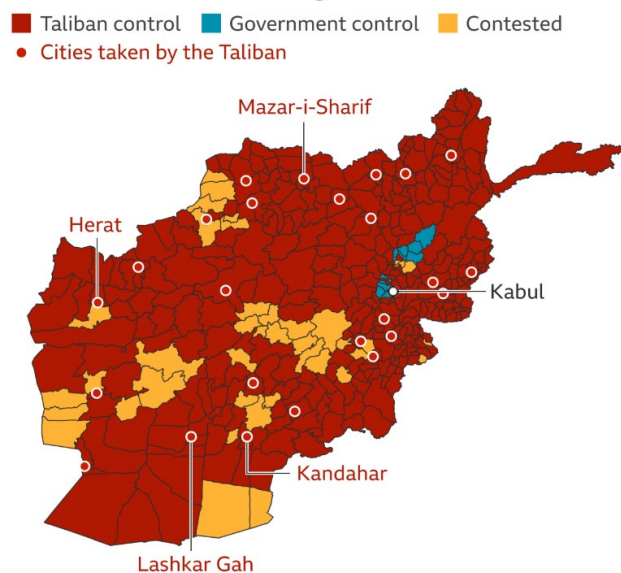 Taliban control Government control Contested
Cities taken by the Taliban
Mazar-i-Sharif
Herat
Kabul
Kandahar
Lashkar Gah